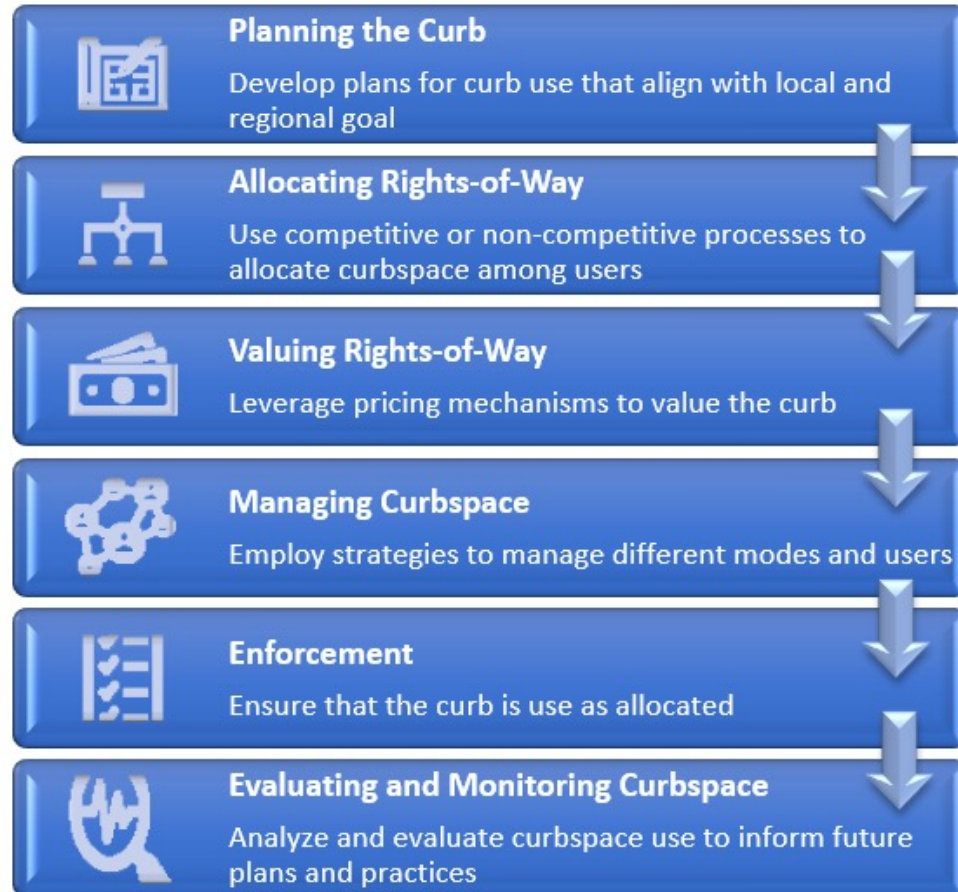 Planning the Curb
Develop plans for curb use that align with local and
regional goal
Allocating Rights-of-Way
Use competitive or non-competitive processes to
allocate curbspace among users
Valuing Rights-of-Way
Leverage pricing mechanisms to value the curb
Managing Curbspace
Employ strategies to manage different modes and users
Enforcement
Ensure that the curb is use as allocated
Evaluating and Monitoring Curbspace
Analyze and evaluate curbspace use to inform future
plans and practices